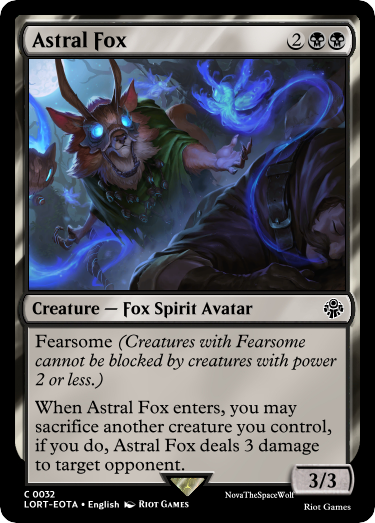 Astral Fox 2
Creature — Fox Spirit Avatar
Fearsome (Creatures with Fearsome
cannot be blocked by creatures with power
2 or less.)
When Astral Fox enters, you may
sacrifice another creature you control,
if you do, Astral Fox deals 3 damage
to target opponent.
3/3
C 0032 NovaTheSpaceWolf
LORT-EOTA • English Riot Games Riot Games